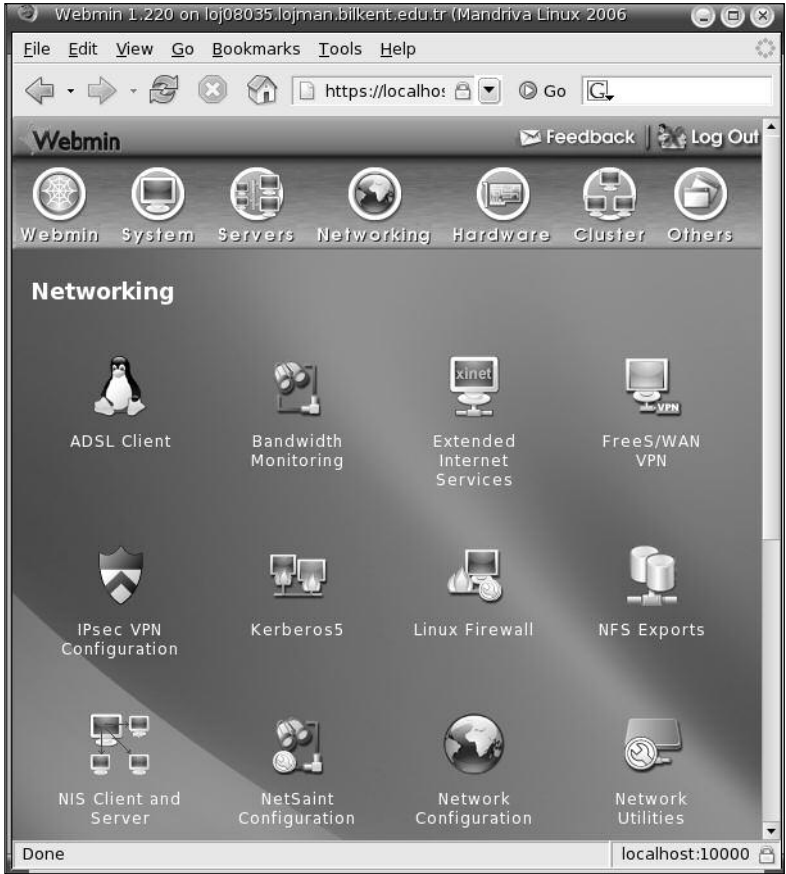 Webmin 1.220 on loj08035.lojman.bilkent.edu.tr (Mandriva Linux 2006
File Edit View Go Bookmarks Tools Help
https://localhos Go G
Webmin Feedback Log Out
Webmin System Servers Networking Hardware Cluster Others
Networking
ADSL Client
Bandwidth
Monitoring
xinet
Extended
Internet
Services
VPN
FreeS/WAN
VPN
IPsec VPN
Configuration
Kerberos5
Linux Firewall
NFS Exports
NIS Client and
Server
NetSaint
Configuration
Network
Configuration
Network
Utilities
Done localhost:10000